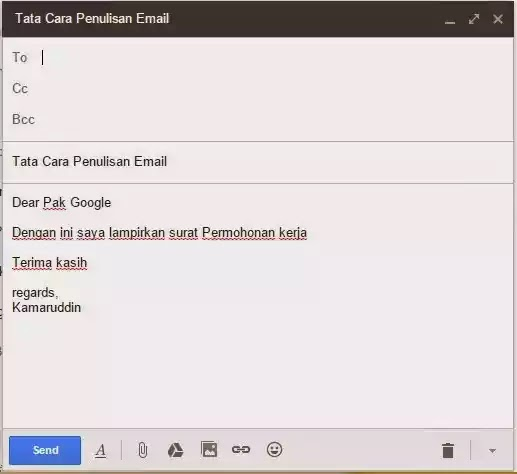 Tata Cara Penulisan Email
To
Cc
Bcc
Tata Cara Penulisan Email
Dear Pak Google
Dengan ini saya lampirkan surat Permohonan kerja
Terima kasih
regards,
Kamaruddin
Send A